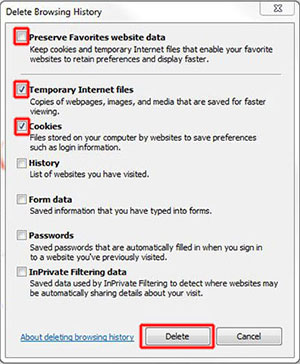 Delete Browsing History
Preserve Favorites website data
Keep cookies and temporary Internet files that enable your favorite
websites to retain preferences and display faster.
Temporary Internet files
Copies of webpages, images, and media that are saved for faster
viewing.
Cookies
Files stored on your computer by websites to save preferences
such as login information.
History
List of websites you have visited.
Form data
Saved information that you have typed into forms.
Passwords
Saved passwords that are automatically filled in when you sign in
to a website you've previously visited.
InPrivate Filtering data
Saved data used by InPrivate Filtering to detect where websites may
be automatically sharing details about your visit.
About deleting browsing history
Delete
Cancel